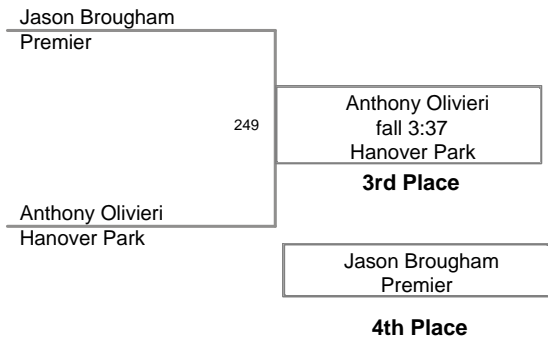 Jason Brougham
Premier
249
Anthony Olivieri
fall 3:37
Hanover Park
3rd Place
Anthony Olivieri
Hanover Park
Jason Brougham
Premier
4th Place